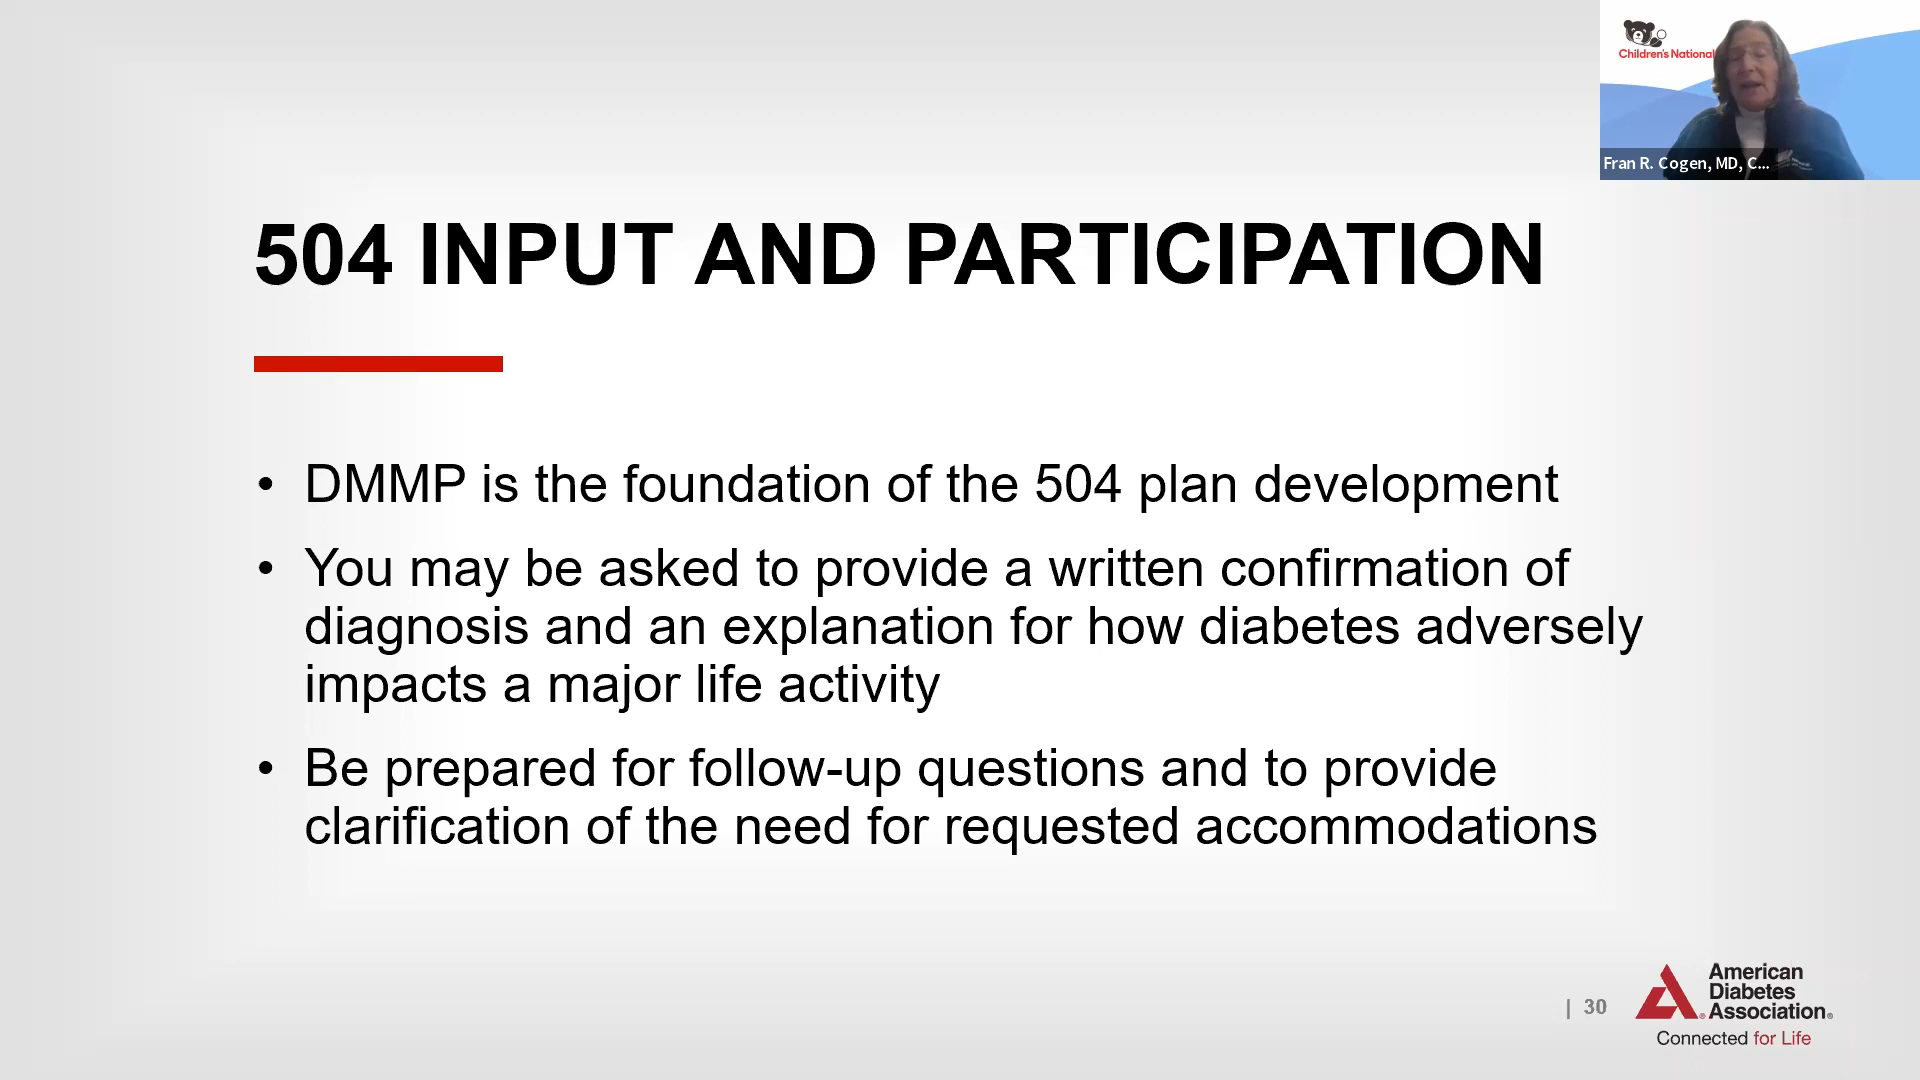 Children's National
Fran R. Cogen, MD, C...
504 INPUT AND PARTICIPATION
• DMMP is the foundation of the 504 plan development
• You may be asked to provide a written confirmation of
diagnosis and an explanation for how diabetes adversely
impacts a major life activity
• Be prepared for follow-up questions and to provide
clarification of the need for requested accommodations
| 30
American
Diabetes
Association®
Connected for Life